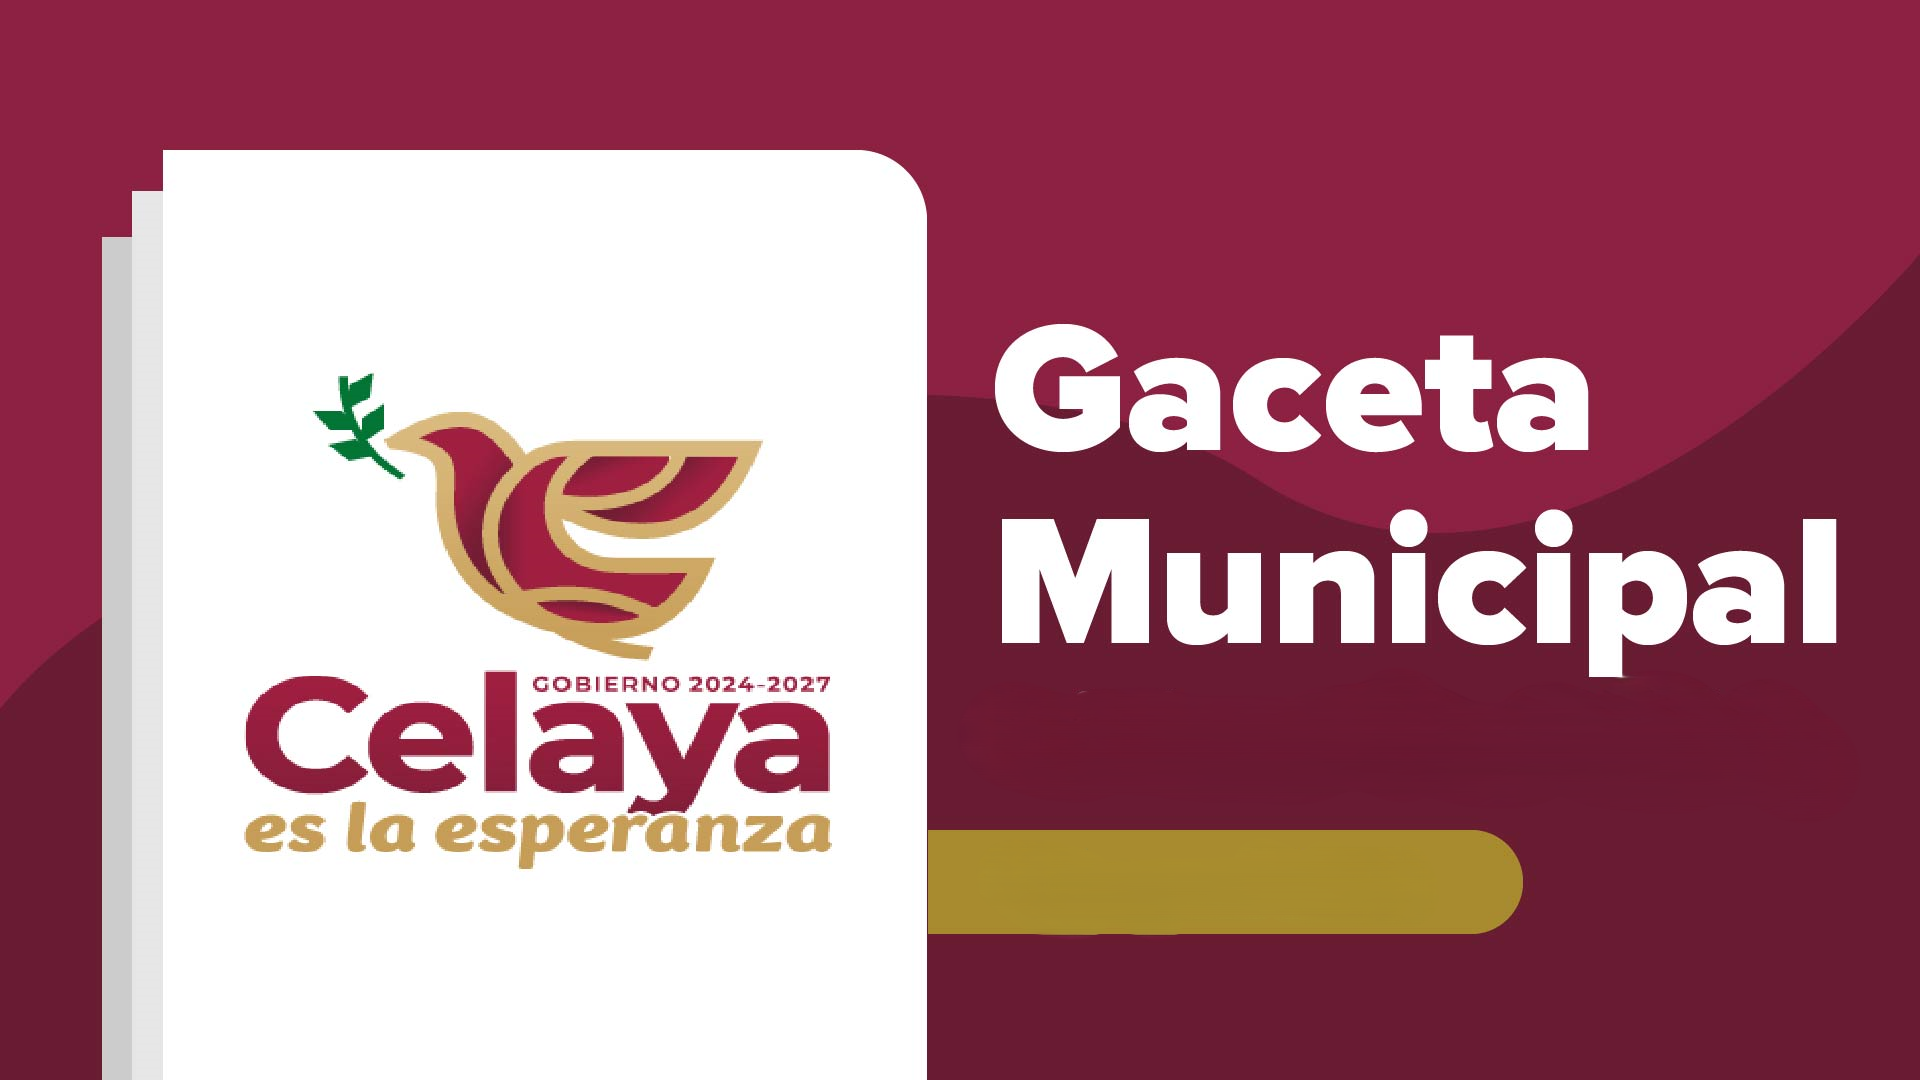 GOBIERNO 2024-2027
Celaya
es la esperanza
Gaceta
Municipal